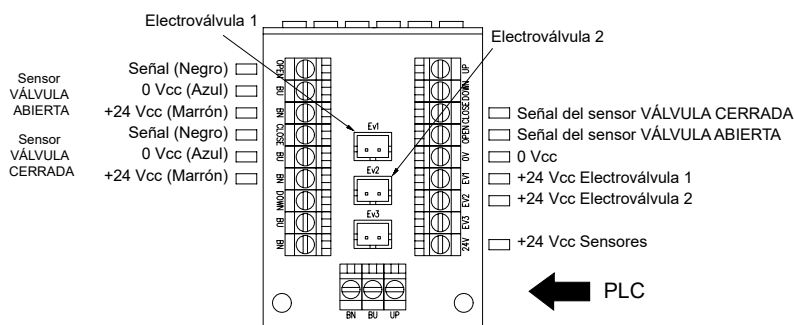 Electroválvula 1
Electroválvula 2
Sensor
VÁLVULA
ABIERTA
Señal (Negro)
0 Vcc (Azul)
+24 Vcc (Marrón)
Sensor
VÁLVULA
CERRADA
Señal (Negro)
0 Vcc (Azul)
+24 Vcc (Marrón)
OPEN
BU
BN
CLOSE
BU
BN
DOWN
BU
BN
Ev1
Ev2
Ev3
UP
DOWN
CLOSE
OPEN
0V
EV1
EV2
EV3
24V
Señal del sensor VÁLVULA CERRADA
Señal del sensor VÁLVULA ABIERTA
0 Vcc
+24 Vcc Electroválvula 1
+24 Vcc Electroválvula 2
+24 Vcc Sensores
PLC
BN BU UP